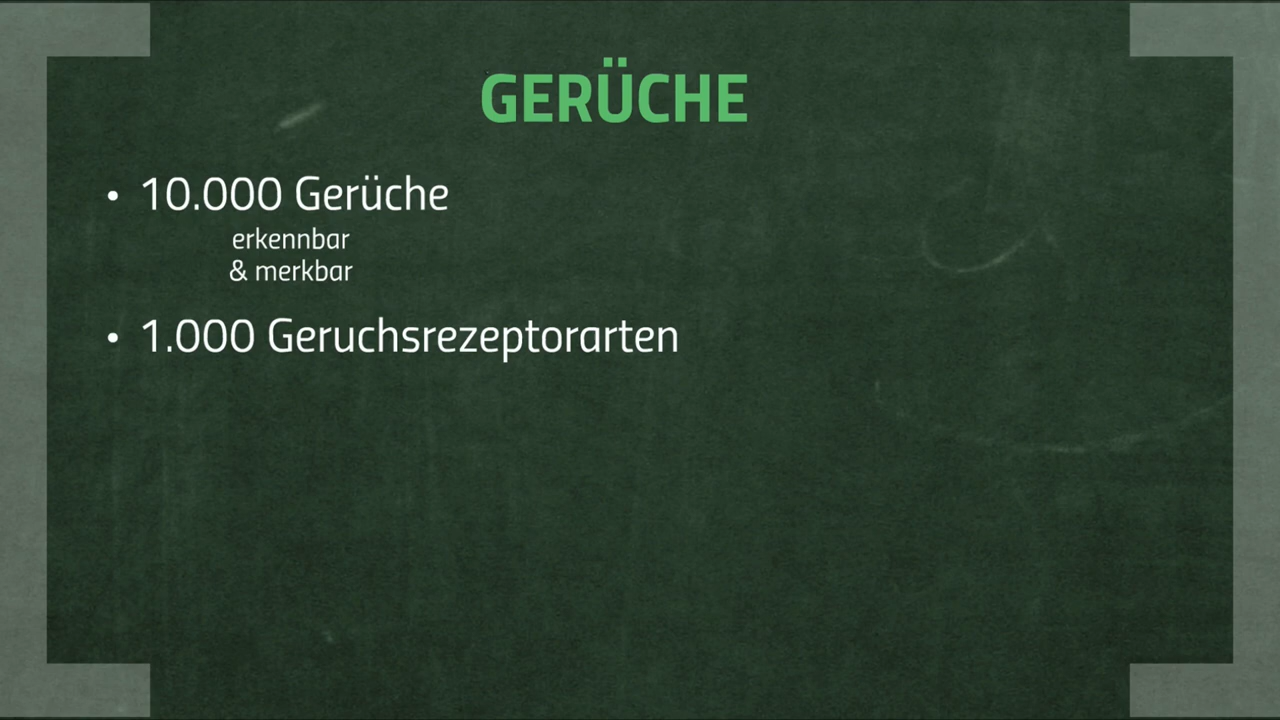 GERÜCHE
• 10.000 Gerüche
erkennbar
& merkbar
• 1.000 Geruchsrezeptorarten